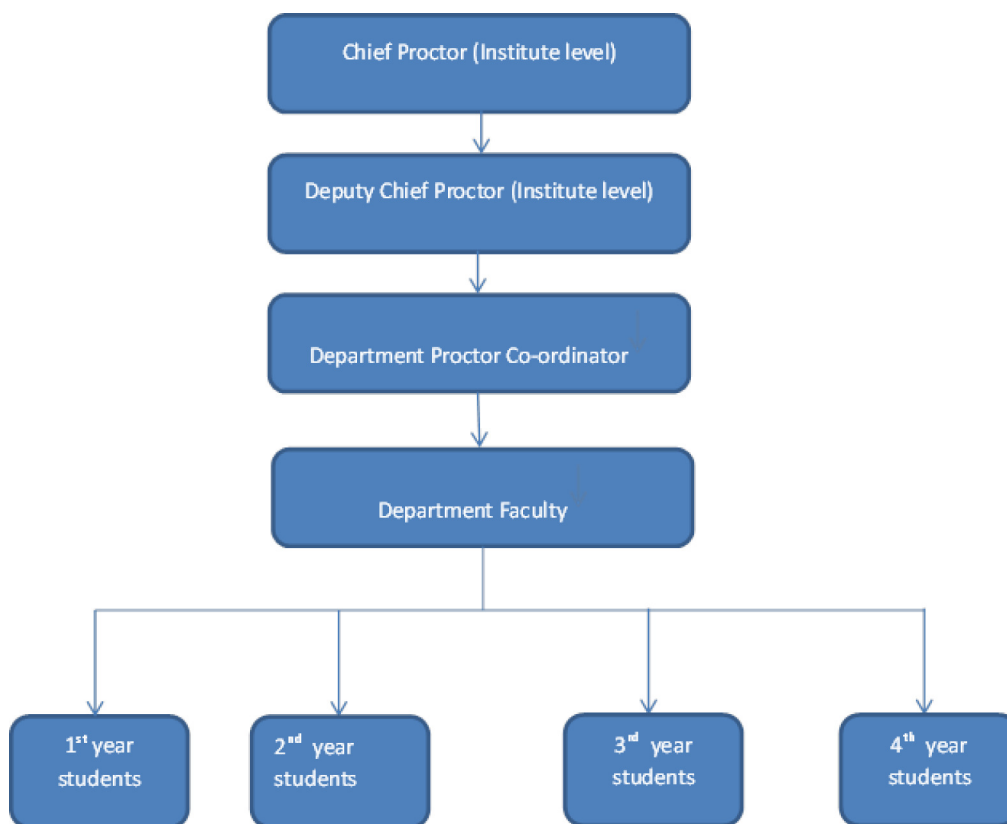 Chief Proctor (Institute level)
Deputy Chief Proctor (Institute level)
Department Proctor Co-ordinator
Department Faculty
1st year
students
2nd year
students
3rd year
students
4th year
students